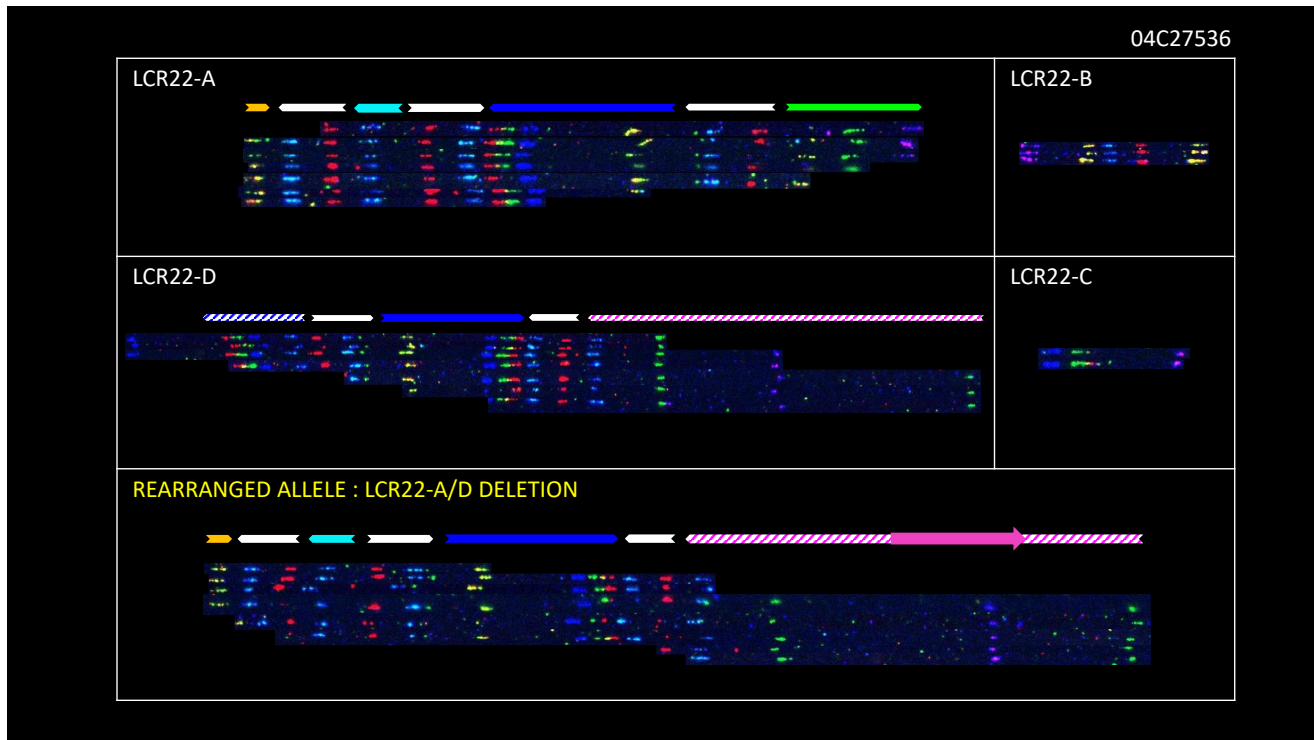 04C27536
LCR22-A
LCR22-B
LCR22-D
LCR22-C
REARRANGED ALLELE : LCR22-A/D DELETION